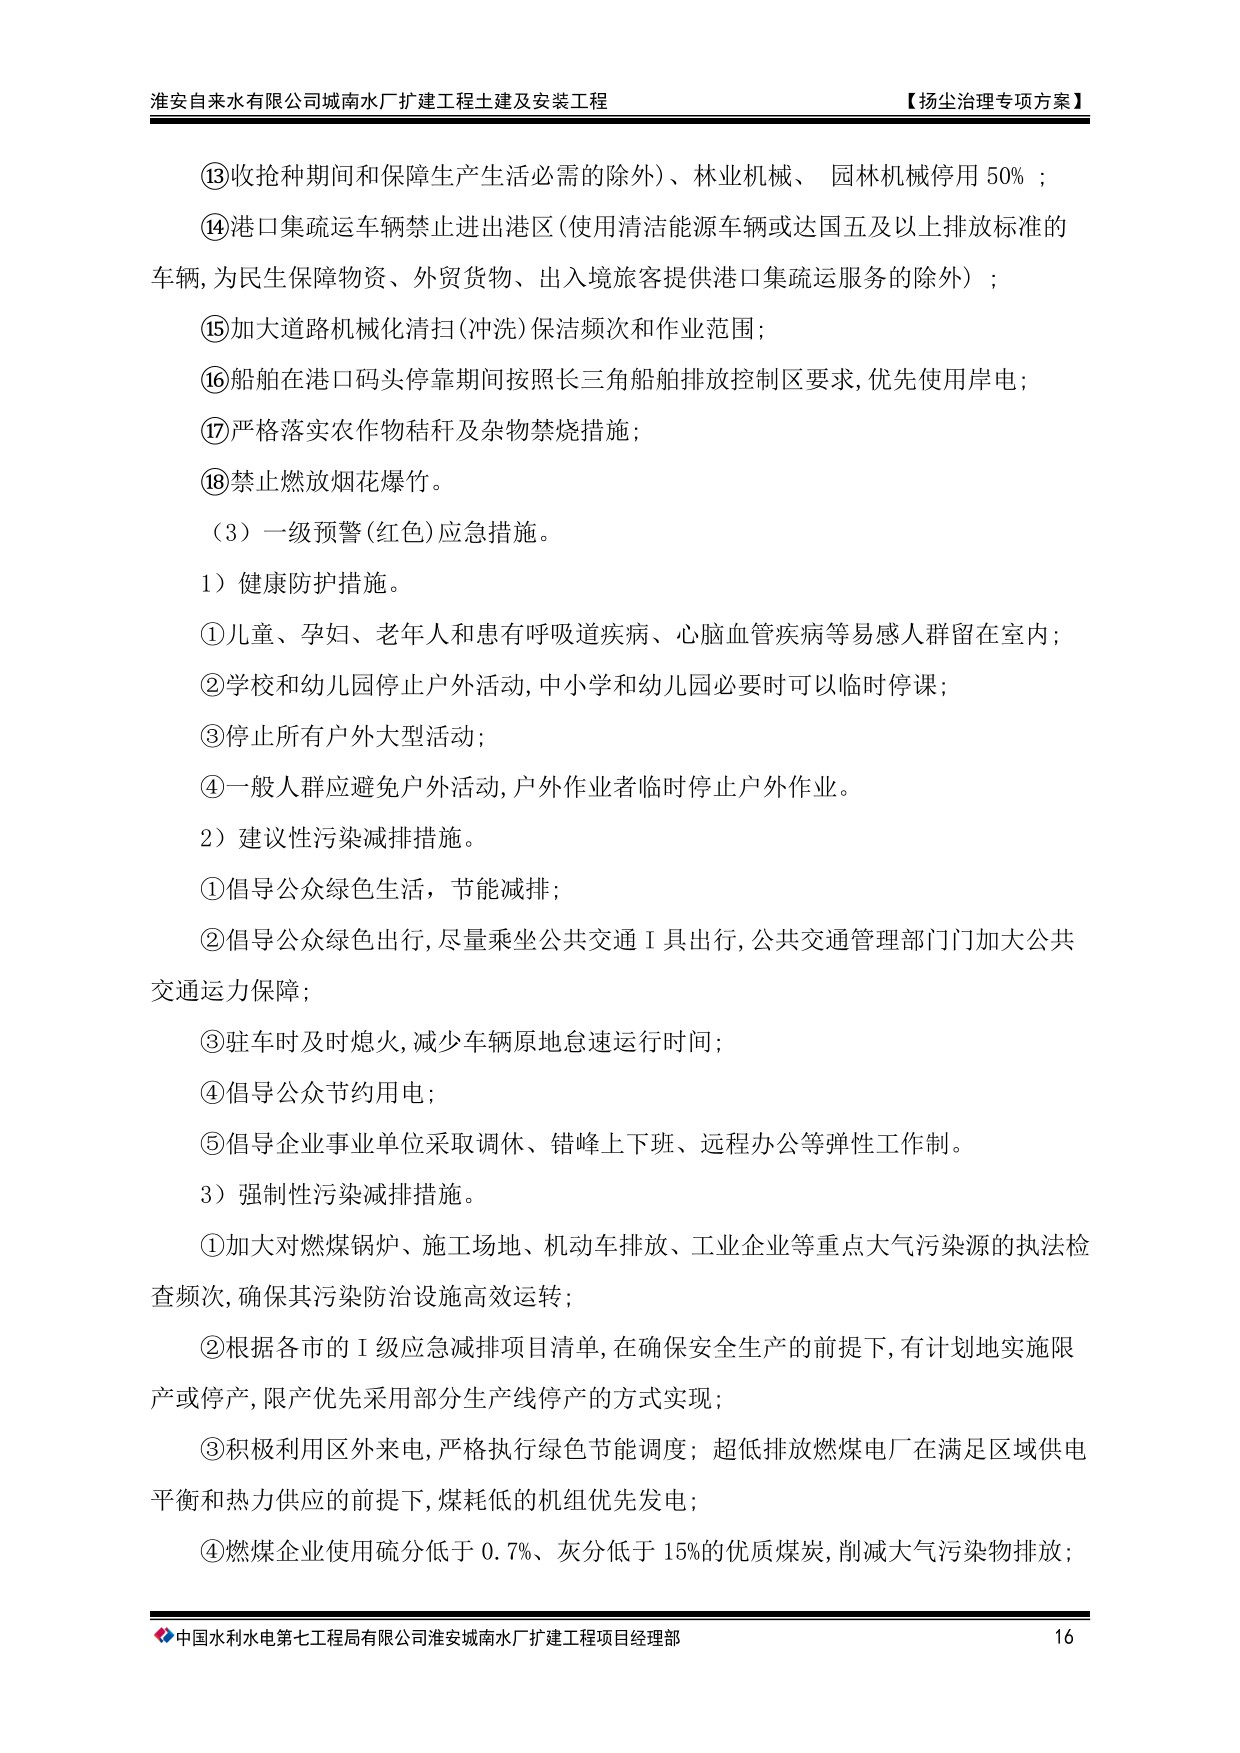 淮安自来水有限公司城南水厂扩建工程土建及安装工程 【扬尘治理专项方案】
⑬收抢种期间和保障生产生活必需的除外)、林业机械、 园林机械停用 50% ;
⑭港口集疏运车辆禁止进出港区(使用清洁能源车辆或达国五及以上排放标准的
车辆,为民生保障物资、外贸货物、出入境旅客提供港口集疏运服务的除外) ;
⑮加大道路机械化清扫(冲洗)保洁频次和作业范围;
⑯船舶在港口码头停靠期间按照长三角船舶排放控制区要求,优先使用岸电;
⑰严格落实农作物秸秆及杂物禁烧措施;
⑱禁止燃放烟花爆竹。
（3）一级预警(红色)应急措施。
1）健康防护措施。
①儿童、孕妇、老年人和患有呼吸道疾病、心脑血管疾病等易感人群留在室内;
②学校和幼儿园停止户外活动,中小学和幼儿园必要时可以临时停课;
③停止所有户外大型活动;
④一般人群应避免户外活动,户外作业者临时停止户外作业。
2）建议性污染减排措施。
①倡导公众绿色生活，节能减排;
②倡导公众绿色出行,尽量乘坐公共交通 I 具出行,公共交通管理部门门加大公共
交通运力保障;
③驻车时及时熄火,减少车辆原地怠速运行时间;
④倡导公众节约用电;
⑤倡导企业事业单位采取调休、错峰上下班、远程办公等弹性工作制。
3）强制性污染减排措施。
①加大对燃煤锅炉、施工场地、机动车排放、工业企业等重点大气污染源的执法检
查频次,确保其污染防治设施高效运转;
②根据各市的 I 级应急减排项目清单,在确保安全生产的前提下,有计划地实施限
产或停产,限产优先采用部分生产线停产的方式实现;
③积极利用区外来电,严格执行绿色节能调度; 超低排放燃煤电厂在满足区域供电
平衡和热力供应的前提下,煤耗低的机组优先发电;
④燃煤企业使用硫分低于 0.7%、灰分低于 15%的优质煤炭,削减大气污染物排放;
中国水利水电第七工程局有限公司淮安城南水厂扩建工程项目经理部 16